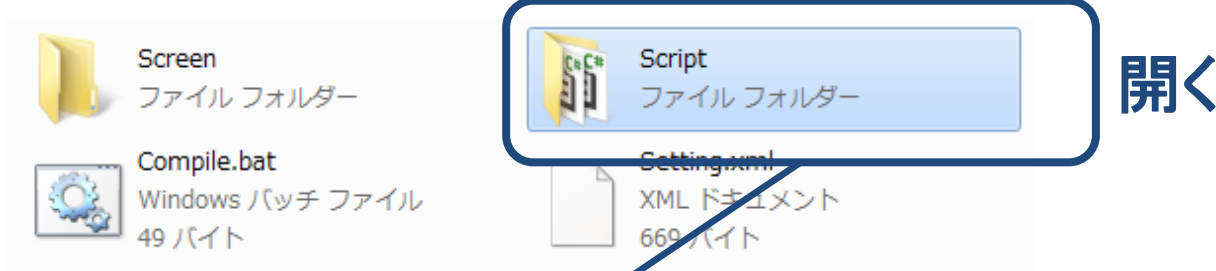 Screen
ファイル フォルダー
Script
ファイル フォルダー
開く
Compile.bat
Windows バッチ ファイル
49 バイト
Setting.xml
XML ドキュメント
669 バイト
C# C#